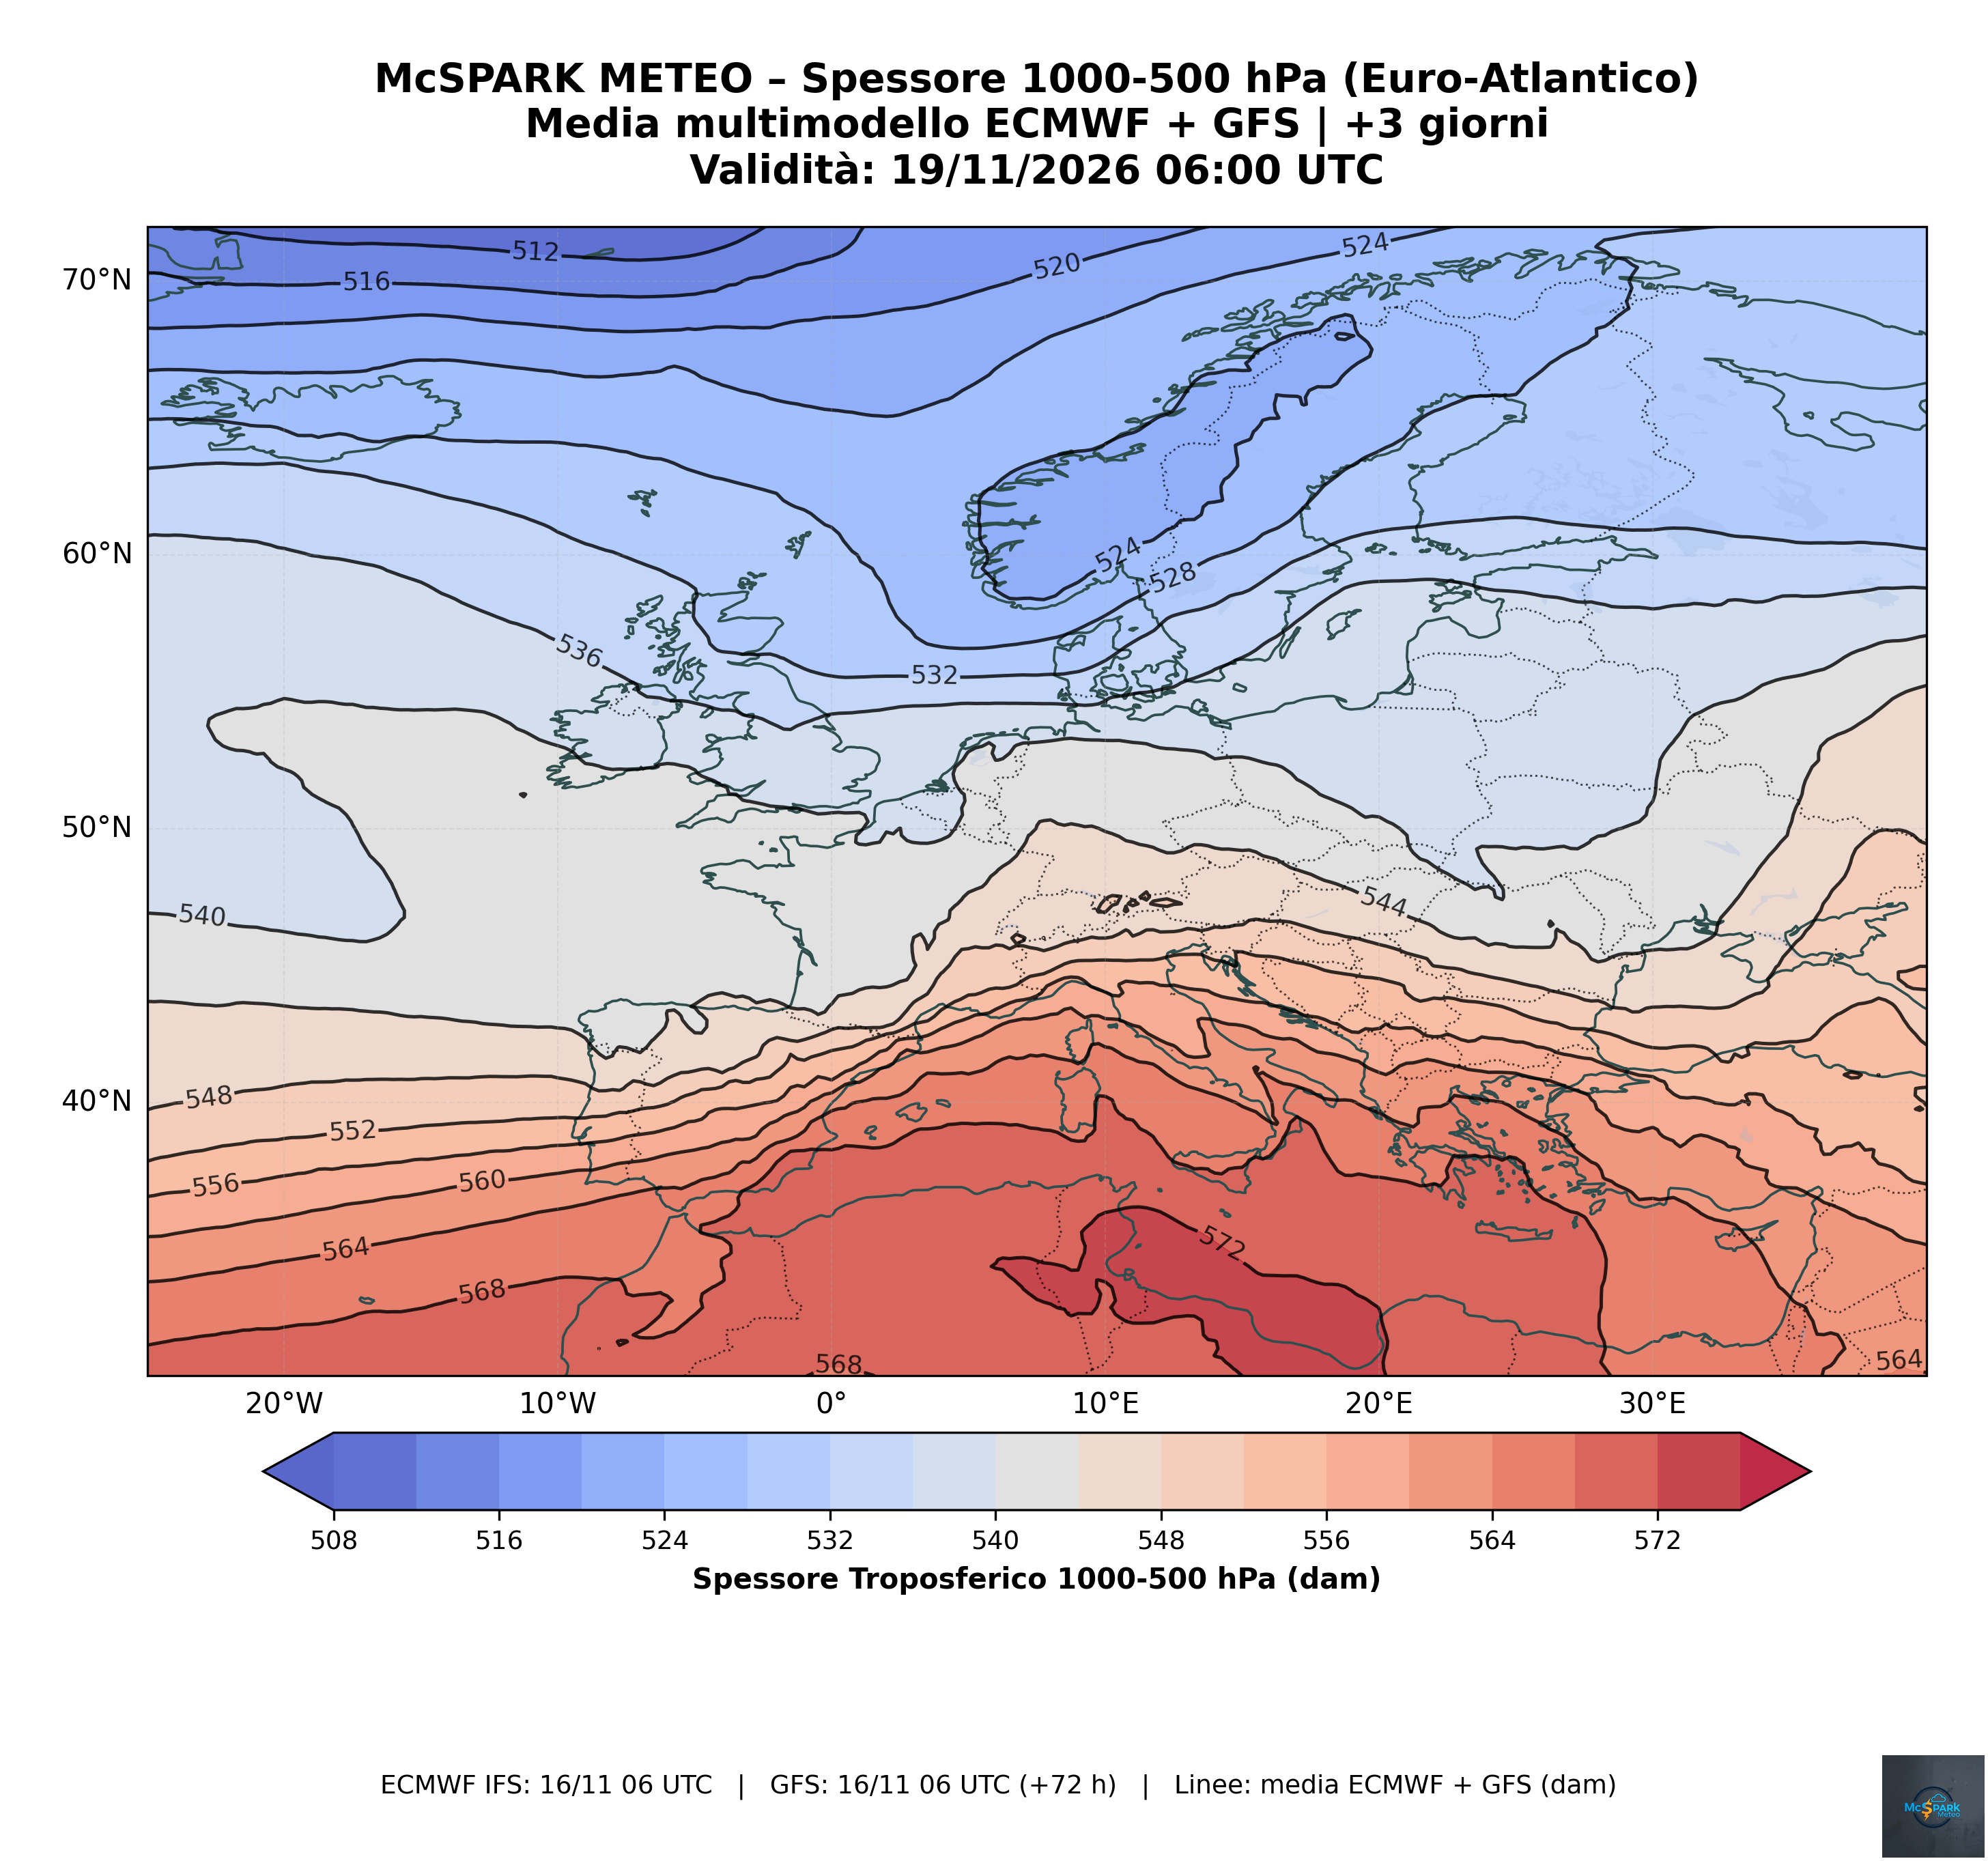 McSPARK METEO – Spessore 1000-500 hPa (Euro-Atlantico)
Media multimodello ECMWF + GFS | +3 giorni
Validità: 19/11/2026 06:00 UTC
512
516
520
524
70°N
524
528
60°N
536
532
50°N
540
544
548
40°N
552
556
560
564
572
568
568
564
20°W 10°W 0° 10°E 20°E 30°E
508 516 524 532 540 548 556 564 572
Spessore Troposferico 1000-500 hPa (dam)
ECMWF IFS: 16/11 06 UTC | GFS: 16/11 06 UTC (+72 h) | Linee: media ECMWF + GFS (dam)
McSPARK
Meteo